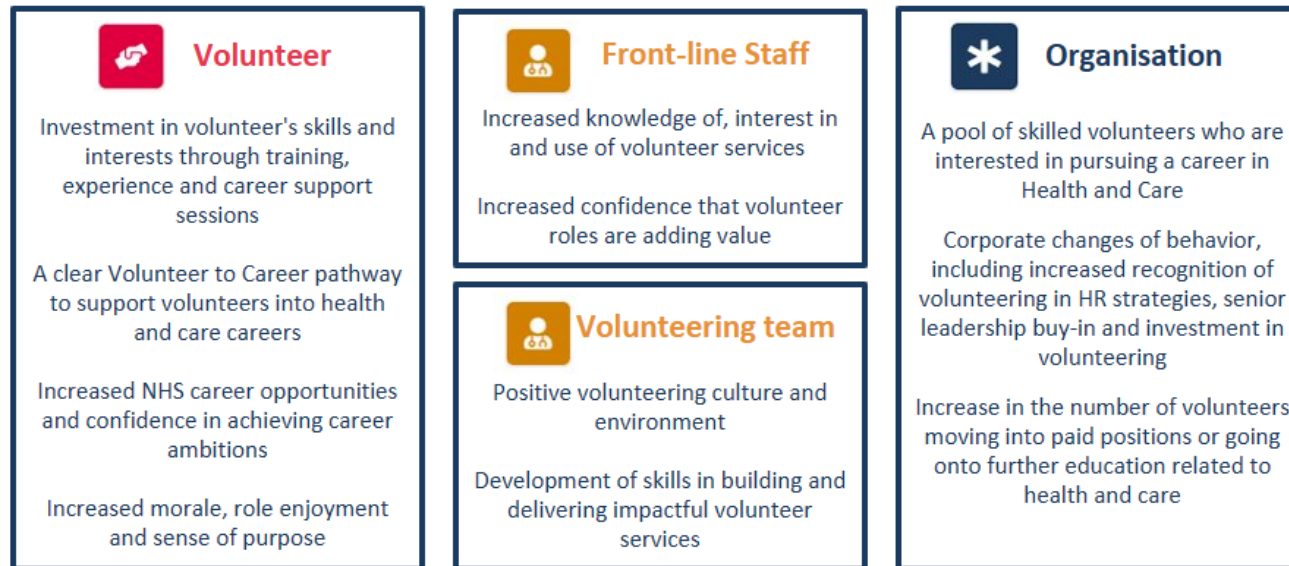 Volunteer
Investment in volunteer's skills and
interests through training,
experience and career support
sessions
A clear Volunteer to Career pathway
to support volunteers into health
and care careers
Increased NHS career opportunities
and confidence in achieving career
ambitions
Increased morale, role enjoyment
and sense of purpose
Front-line Staff
Increased knowledge of, interest in
and use of volunteer services
Increased confidence that volunteer
roles are adding value
Volunteering team
Positive volunteering culture and
environment
Development of skills in building and
delivering impactful volunteer
services
Organisation
A pool of skilled volunteers who are
interested in pursuing a career in
Health and Care
Corporate changes of behavior,
including increased recognition of
volunteering in HR strategies, senior
leadership buy-in and investment in
volunteering
Increase in the number of volunteers
moving into paid positions or going
onto further education related to
health and care